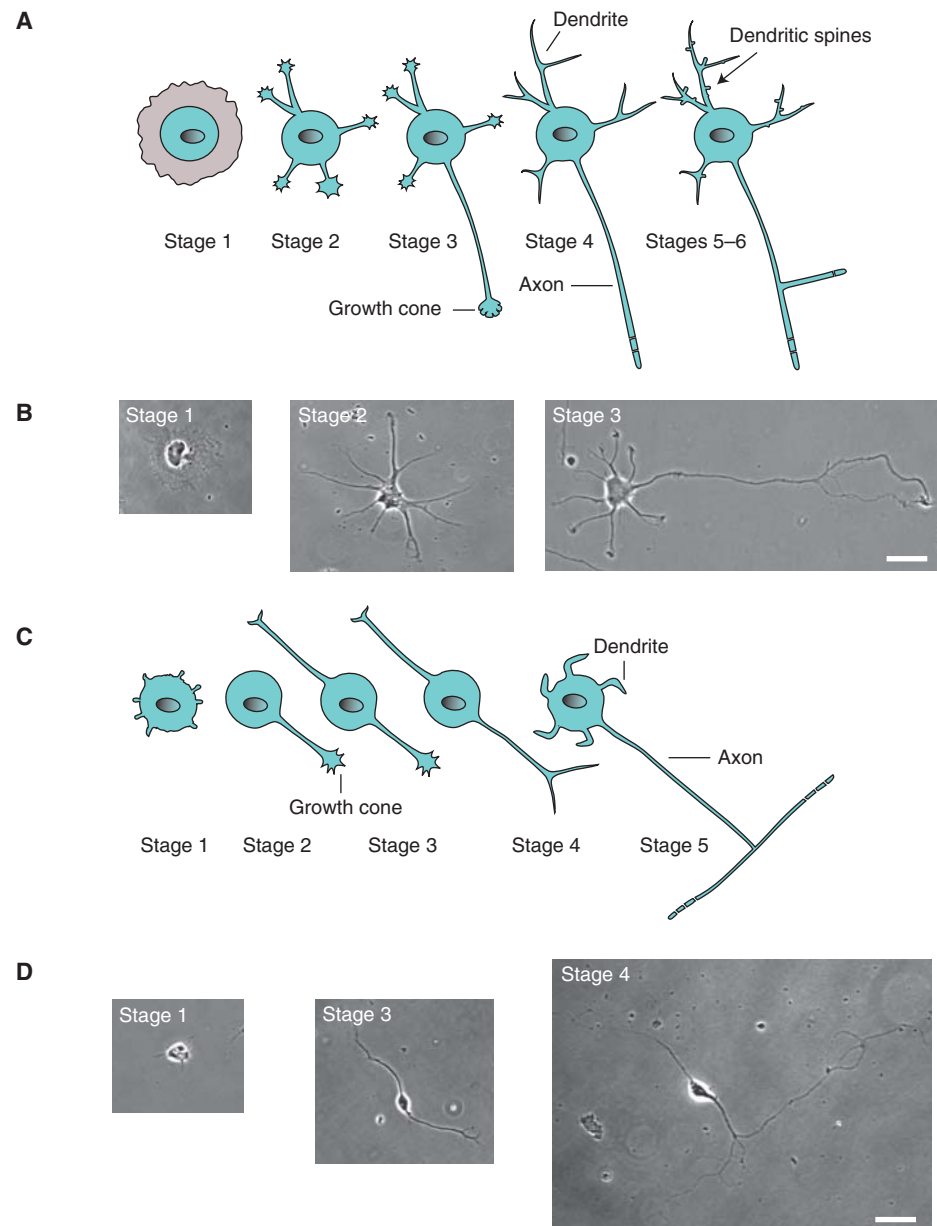 A
Dendrite
Dendritic spines
Stage 1
Stage 2
Stage 3
Stage 4
Stages 5–6
Axon
Growth cone
B
Stage 1
Stage 2
Stage 3
C
Dendrite
Axon
Growth cone
Stage 1
Stage 2
Stage 3
Stage 4
Stage 5
D
Stage 1
Stage 3
Stage 4